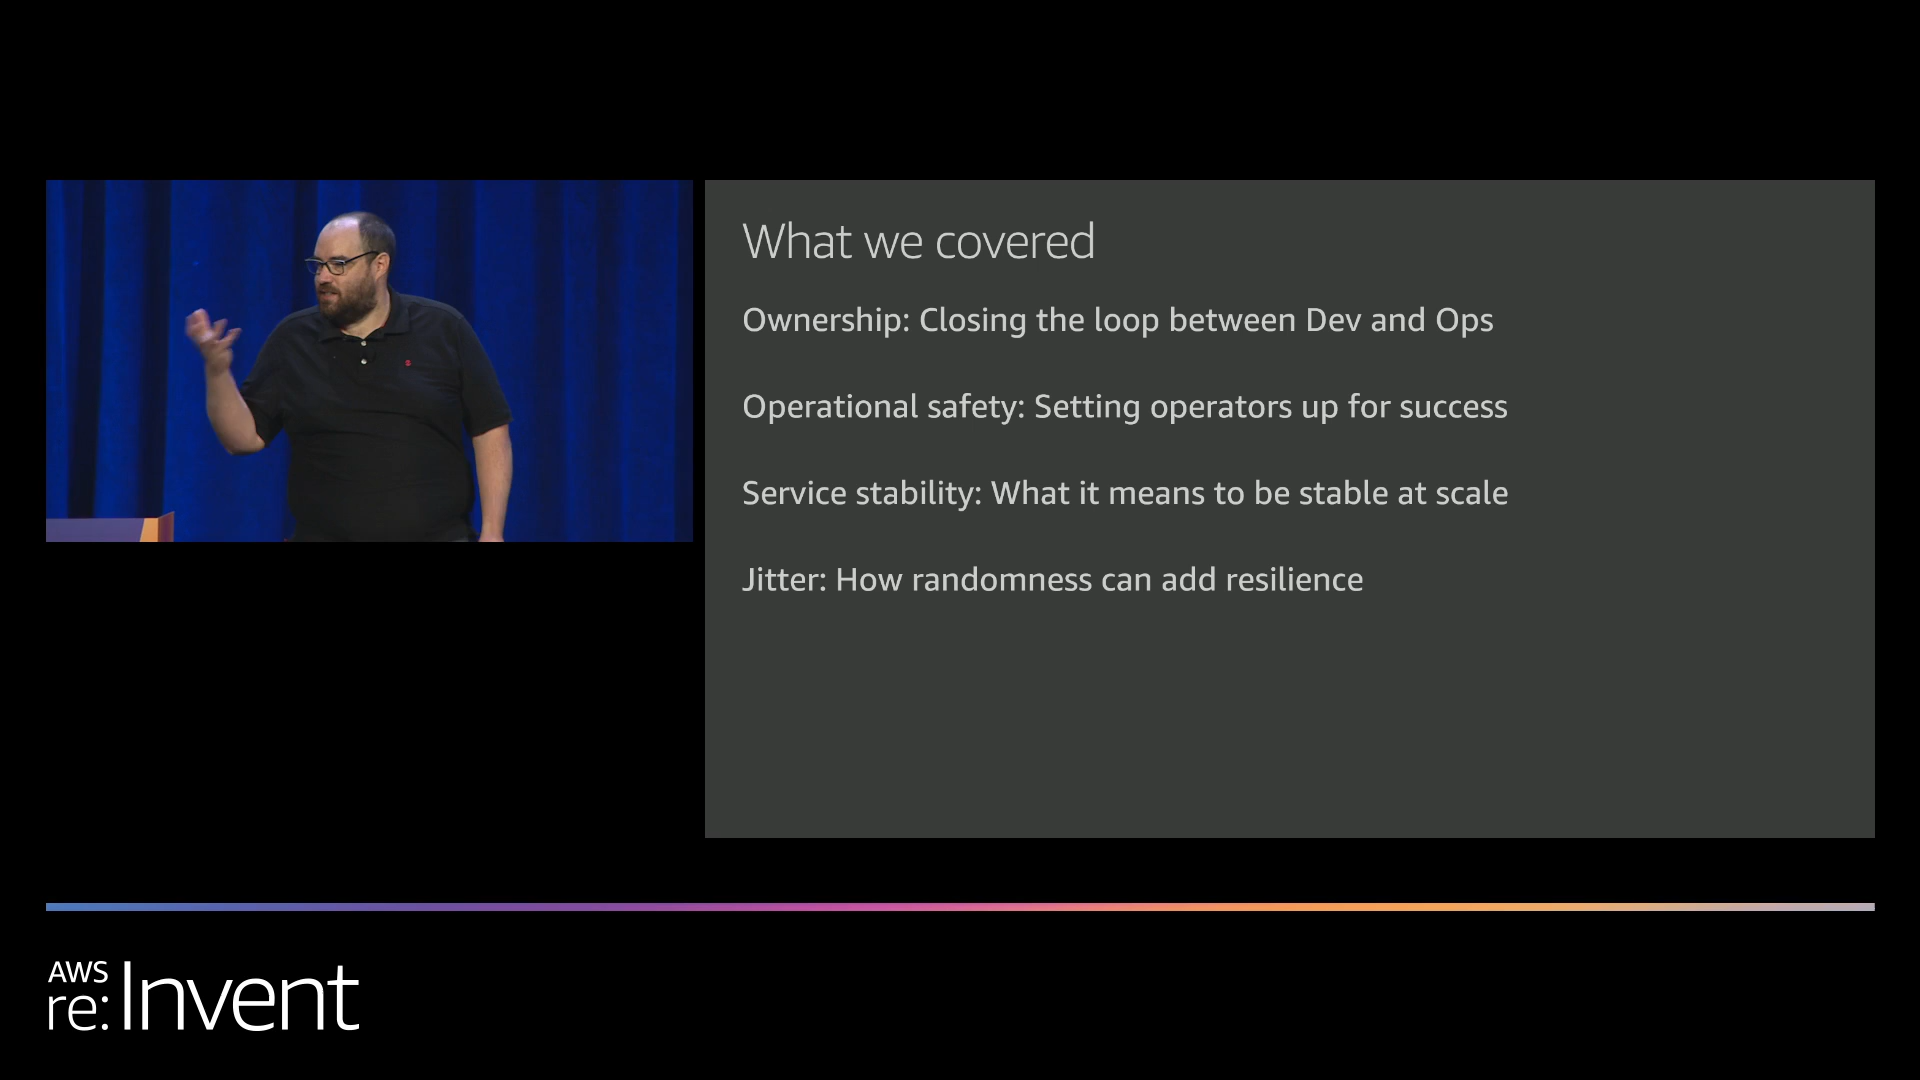 What we covered
Ownership: Closing the loop between Dev and Ops
Operational safety: Setting operators up for success
Service stability: What it means to be stable at scale
Jitter: How randomness can add resilience
AWS
re:Invent